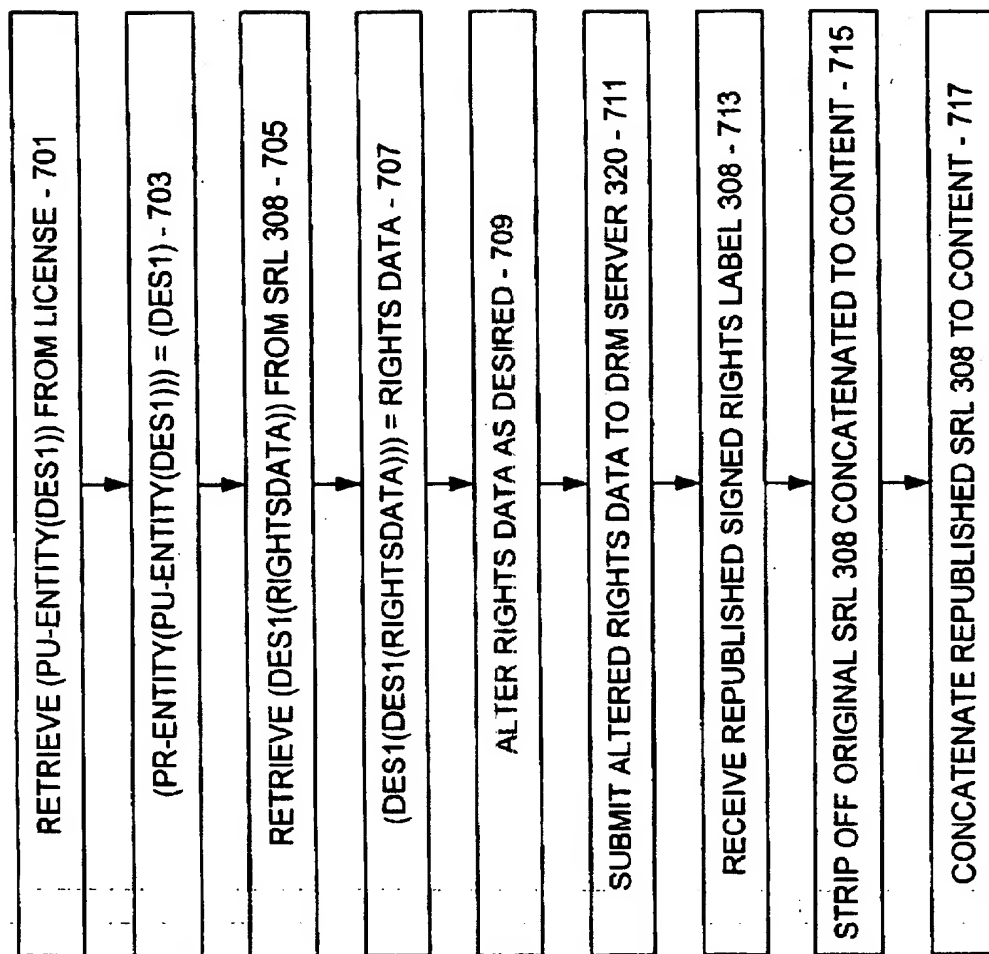 RETRIEVE (PU-ENTITY(DES1)) FROM LICENSE - 701
(PR-ENTITY(PU-ENTITY(DES1))) = (DES1) - 703
RETRIEVE (DES1(RIGHTSDATA)) FROM SRL 308 - 705
(DES1(DES1(RIGHTSDATA))) = RIGHTS DATA - 707
ALTER RIGHTS DATA AS DESIRED - 709
SUBMIT ALTERED RIGHTS DATA TO DRM SERVER 320 - 711
RECEIVE REPUBLISHED SIGNED RIGHTS LABEL 308 - 713
STRIP OFF ORIGINAL SRL 308 CONCATENATED TO CONTENT - 715
CONCATENATE REPUBLISHED SRL 308 TO CONTENT - 717